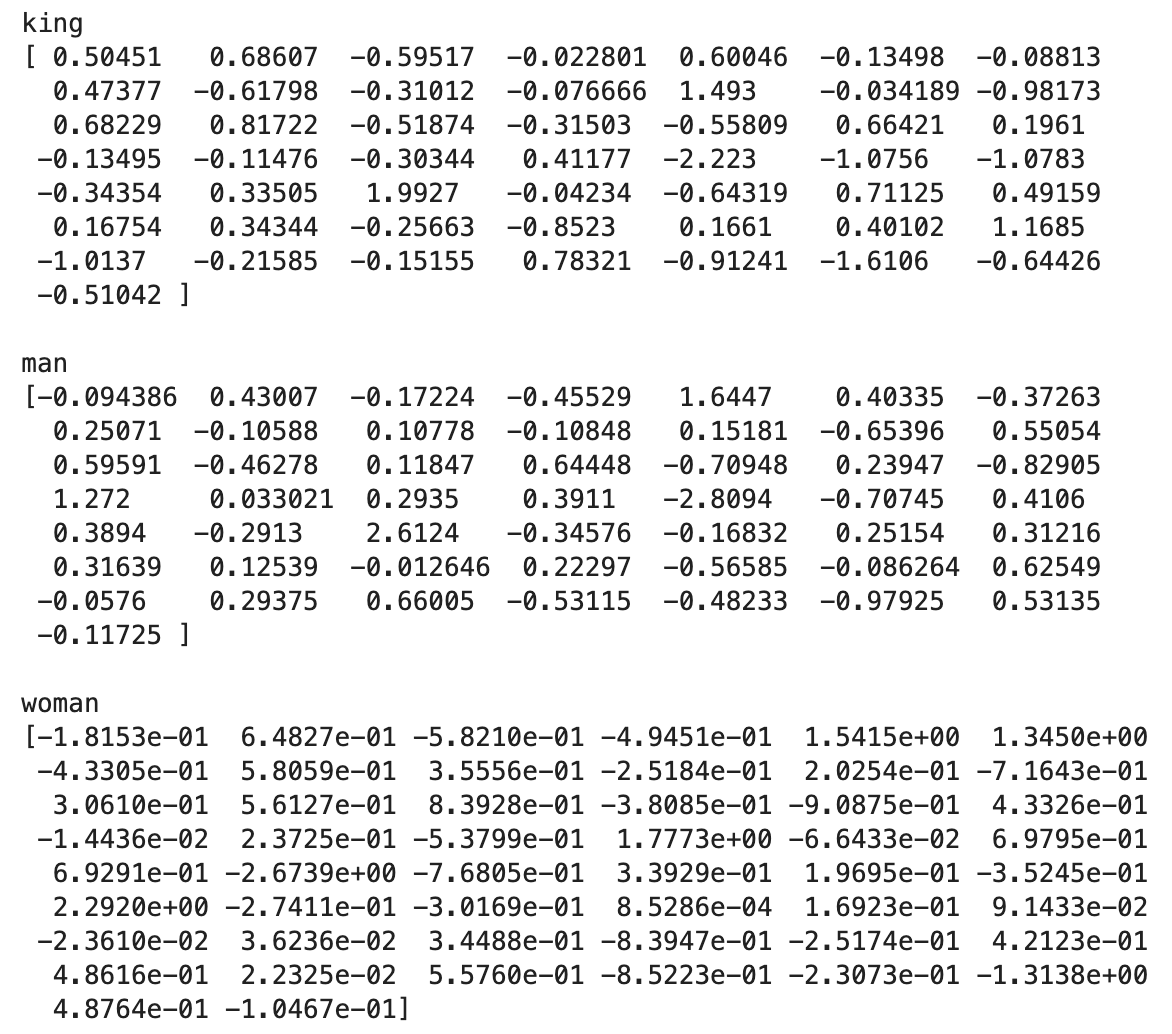 king
[ 0.50451   0.68607  -0.59517  -0.022801  0.60046  -0.13498  -0.08813
  0.47377  -0.61798  -0.31012  -0.076666  1.493    -0.034189 -0.98173
  0.68229   0.81722  -0.51874  -0.31503  -0.55809   0.66421   0.1961
 -0.13495  -0.11476  -0.30344   0.41177  -2.223    -1.0756   -1.0783
 -0.34354   0.33505   1.9927   -0.04234  -0.64319   0.71125   0.49159
  0.16754   0.34344  -0.25663  -0.8523    0.1661    0.40102   1.1685
 -1.0137   -0.21585  -0.15155   0.78321  -0.91241  -1.6106   -0.64426
 -0.51042 ]
man
[-0.094386  0.43007  -0.17224  -0.45529   1.6447    0.40335  -0.37263
  0.25071  -0.10588   0.10778  -0.10848   0.15181  -0.65396   0.55054
  0.59591  -0.46278   0.11847   0.64448  -0.70948   0.23947  -0.82905
  1.272     0.033021  0.2935    0.3911   -2.8094   -0.70745   0.4106
  0.3894   -0.2913    2.6124   -0.34576  -0.16832   0.25154   0.31216
  0.31639   0.12539  -0.012646  0.22297  -0.56585  -0.086264  0.62549
 -0.0576    0.29375   0.66005  -0.53115  -0.48233  -0.97925   0.53135
 -0.11725 ]
woman
[-1.8153e-01  6.4827e-01 -5.8210e-01 -4.9451e-01  1.5415e+00  1.3450e+00
 -4.3305e-01  5.8059e-01  3.5556e-01 -2.5184e-01  2.0254e-01 -7.1643e-01
  3.0610e-01  5.6127e-01  8.3928e-01 -3.8085e-01 -9.0875e-01  4.3326e-01
 -1.4436e-02  2.3725e-01 -5.3799e-01  1.7773e+00 -6.6433e-02  6.9795e-01
  6.9291e-01 -2.6739e+00 -7.6805e-01  3.3929e-01  1.9695e-01 -3.5245e-01
  2.2920e+00 -2.7411e-01 -3.0169e-01  8.5286e-04  1.6923e-01  9.1433e-02
 -2.3610e-02  3.6236e-02  3.4488e-01 -8.3947e-01 -2.5174e-01  4.2123e-01
  4.8616e-01  2.2325e-02  5.5760e-01 -8.5223e-01 -2.3073e-01 -1.3138e+00
  4.8764e-01 -1.0467e-01]